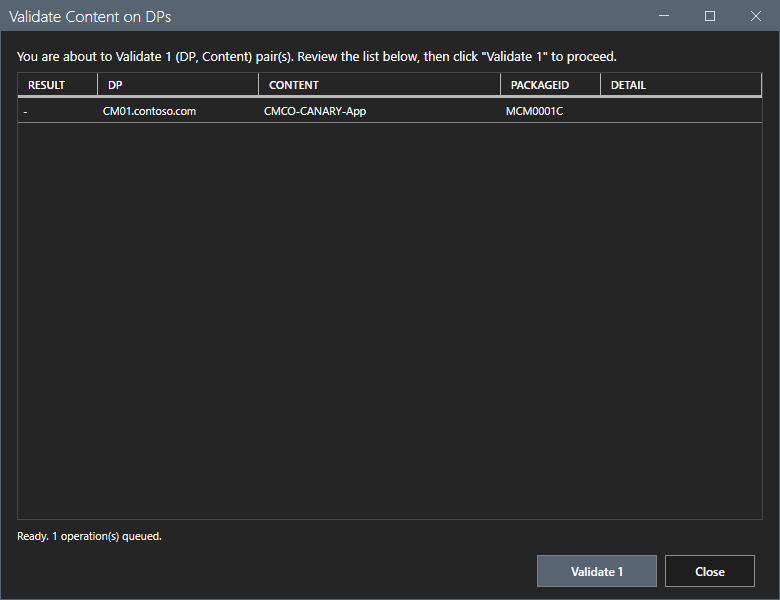 Validate Content on DPs
You are about to Validate 1 (DP, Content) pair(s). Review the list below, then click "Validate 1" to proceed.
RESULT DP CONTENT PACKAGEID DETAIL
- CM01.contoso.com CMCO-CANARY-App MCM0001C
Ready. 1 operation(s) queued.
Validate 1 Close